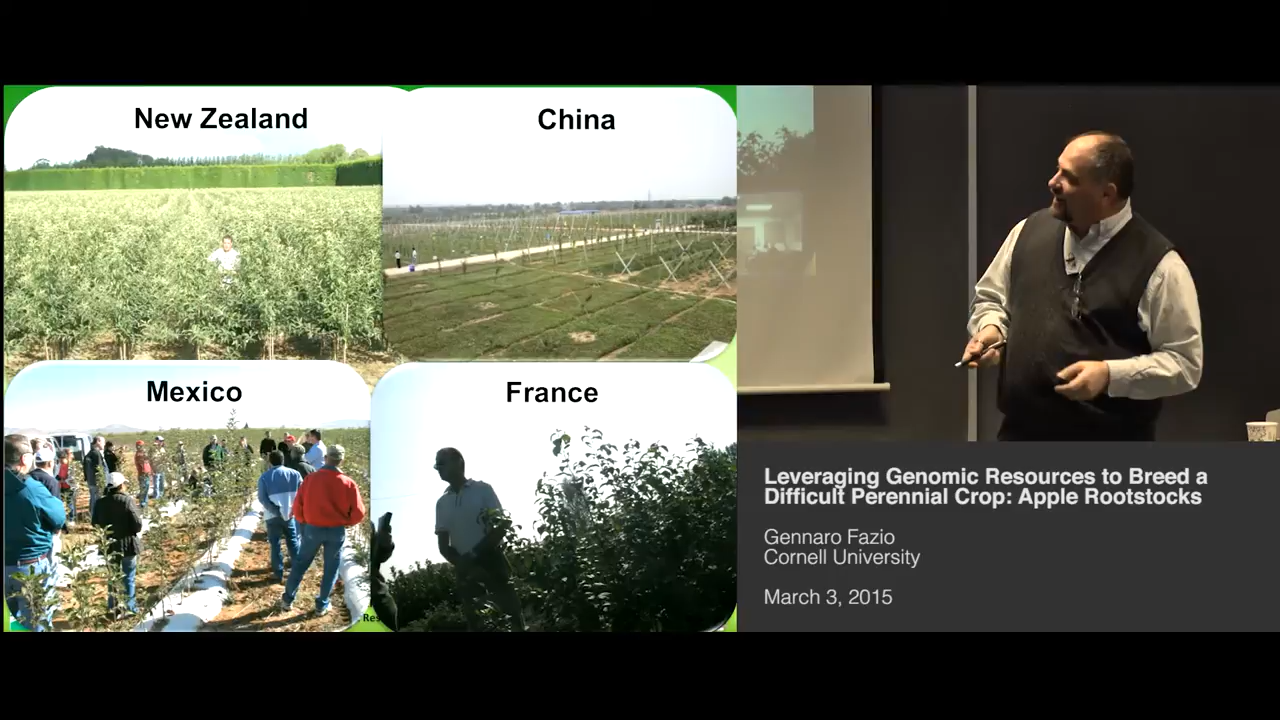 New Zealand
China
Mexico
France
Res
Leveraging Genomic Resources to Breed a
Difficult Perennial Crop: Apple Rootstocks
Gennaro Fazio
Cornell University
March 3, 2015